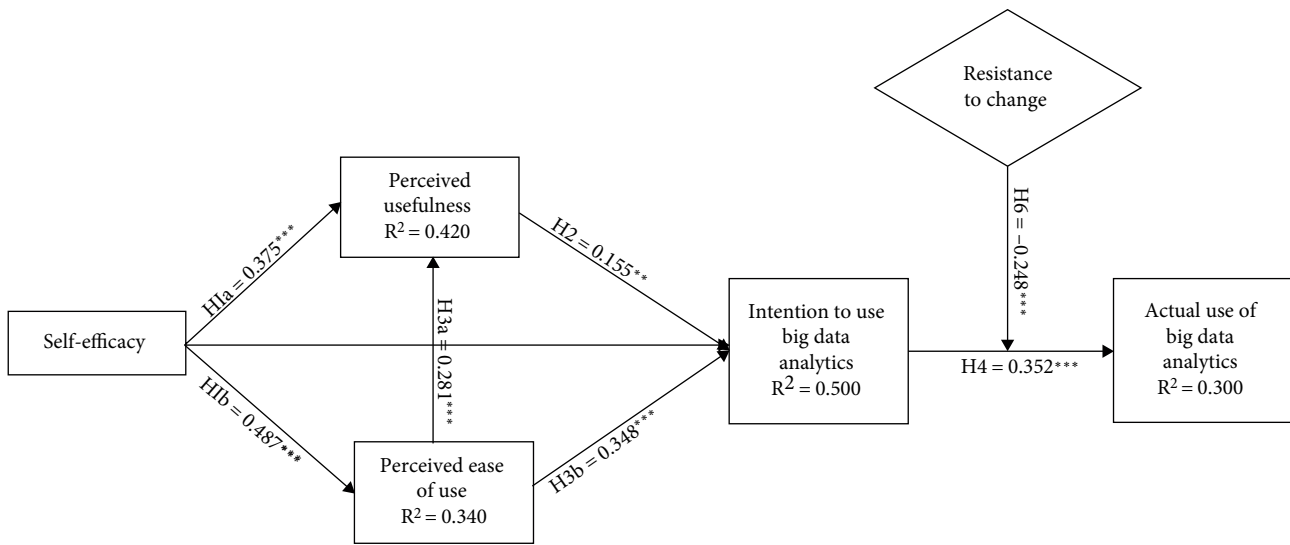 Resistance
to change
Perceived
usefulness
R² = 0.420
HIa = 0.375***
H2 = 0.155**
H6 = −0.248***
H3a = 0.281***
Self-efficacy
Intention to use
big data
analytics
R² = 0.500
H4 = 0.352***
Actual use of
big data
analytics
R² = 0.300
HIb = 0.487***
H3b = 0.348***
Perceived ease
of use
R² = 0.340